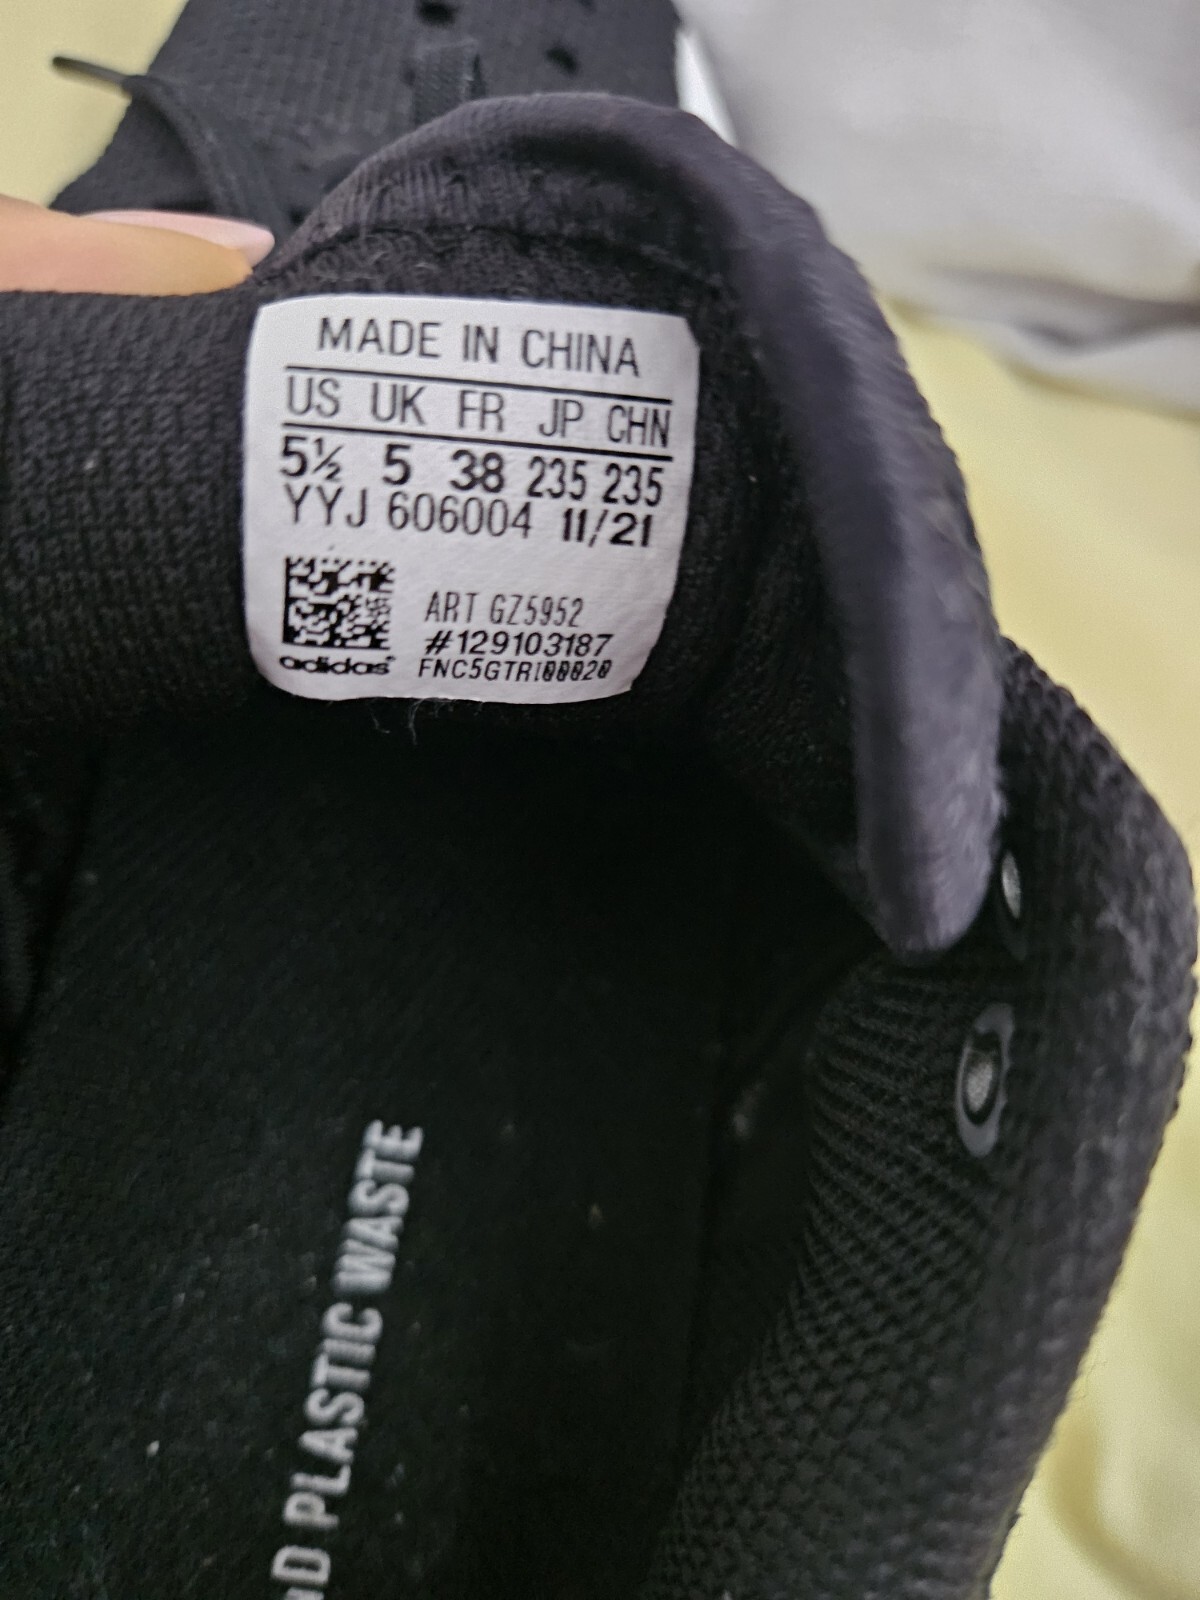 MADE IN CHINA
US UK FR JP CHN
5½ 5 38 235 235
YYJ 606004 11/21
ART GZ5952
#129103187
adidas
PLASTIC WASTE